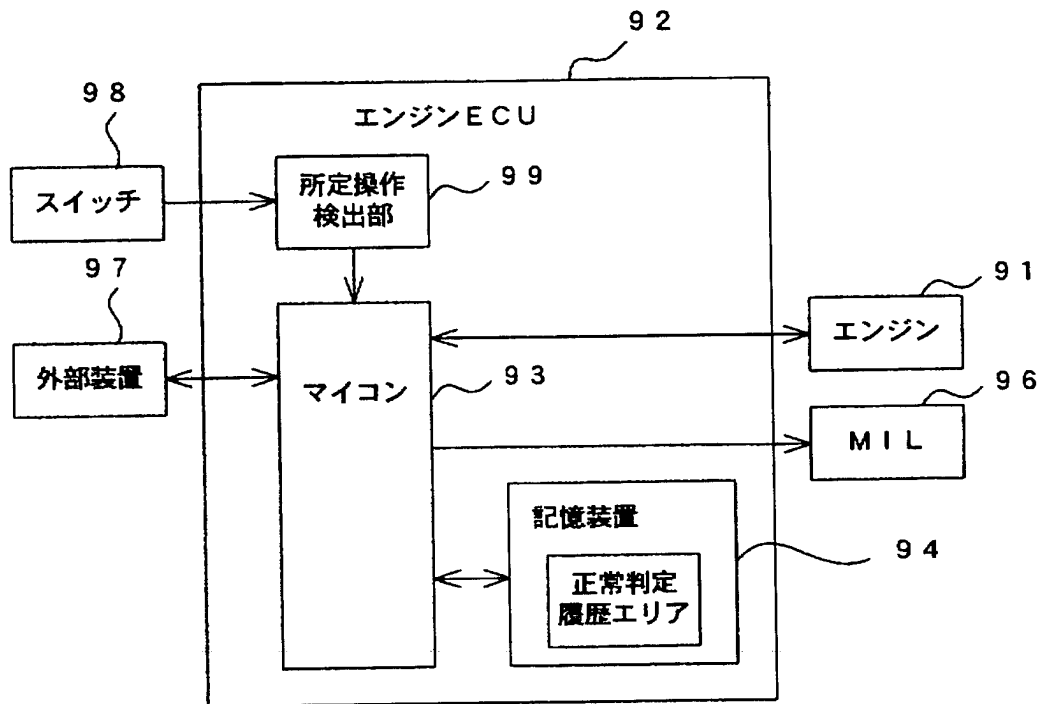 ９２
９８
エンジンＥＣＵ
スイッチ
所定操作
検出部
９９
９７
外部装置
マイコン
９３
９１
エンジン
９６
ＭＩＬ
記憶装置
９４
正常判定
履歴エリア